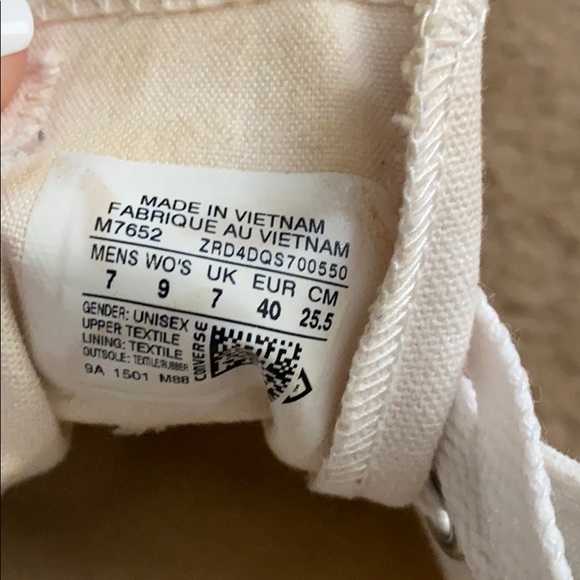 MADE IN VIETNAM
FABRIQUE AU VIETNAM
M7652 ZRD4DQS700550
MENS WO'S UK EUR CM
7 9 7 40 25.5
GENDER: UNISEX
UPPER TEXTILE
LINING: TEXTILE
OUTSOLE: TEXTILE/RUBBER
9A 1501 M88
CONVERSE